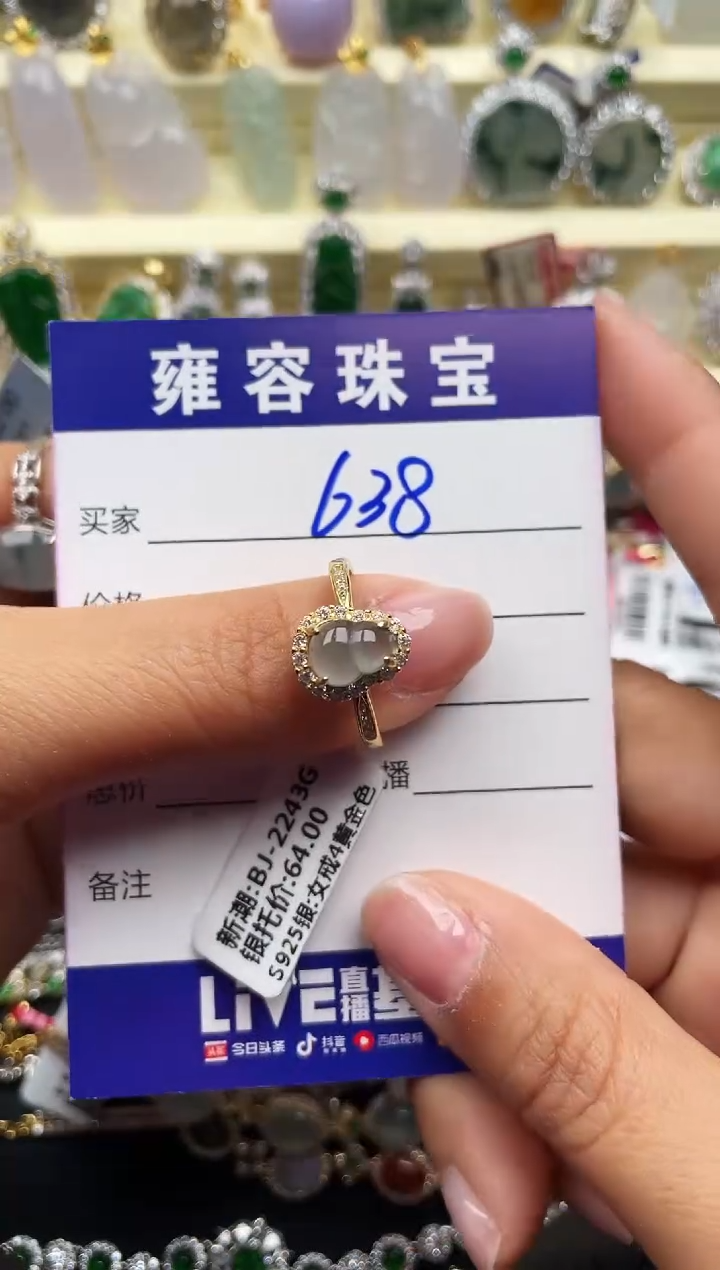 雍容珠宝
买家 638
价格
总价 播
备注
新潮:BJ-2243G
银托价:64.00
S925银:女戒4黄金色
LIVE直播基
头条 今日头条 抖音 西瓜视频